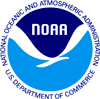 NATIONAL OCEANIC AND ATMOSPHERIC ADMINISTRATION
NOAA
U.S. DEPARTMENT OF COMMERCE